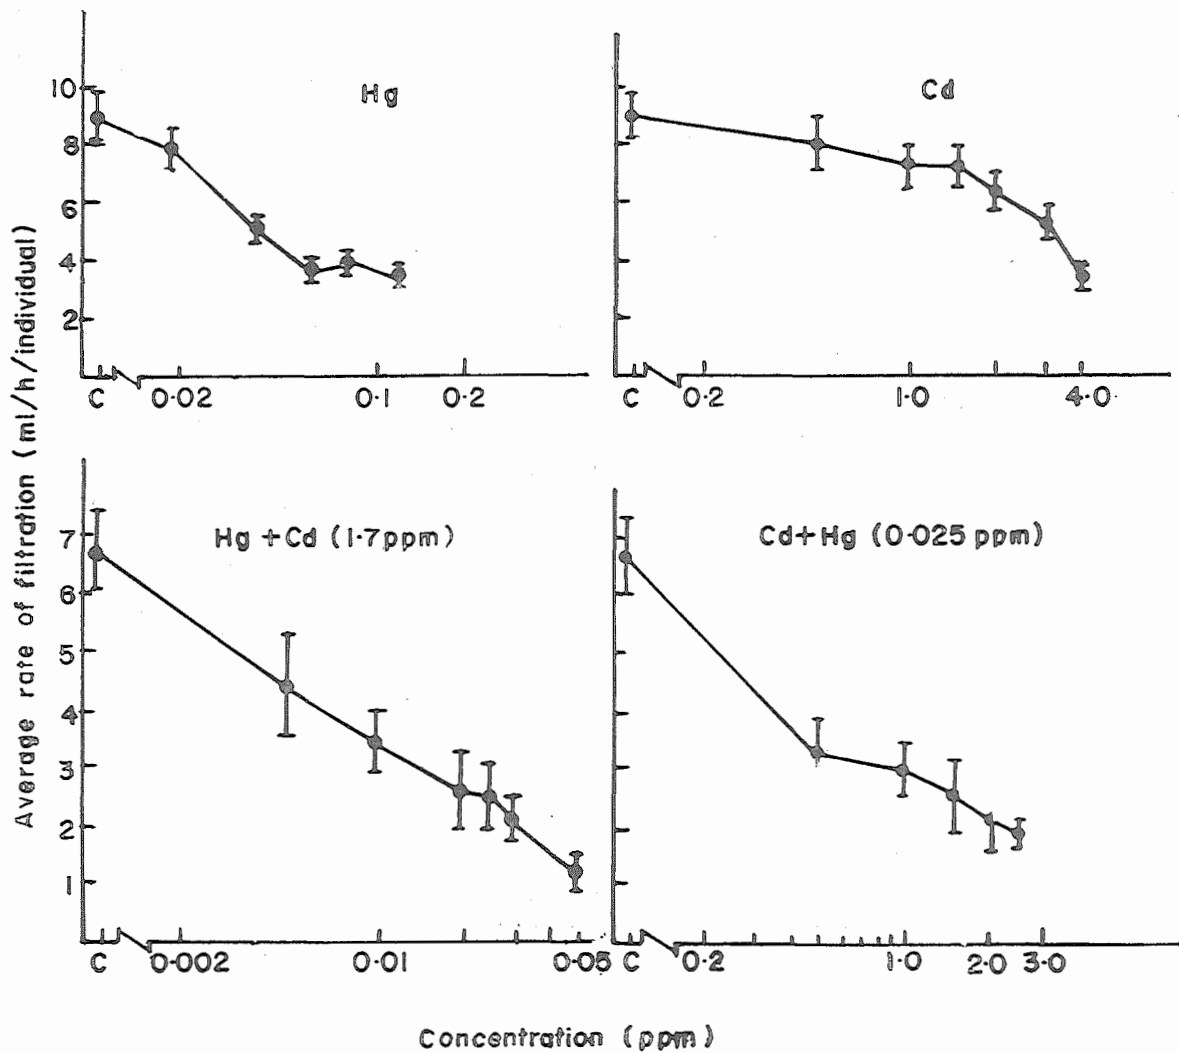 Average rate of filtration (ml/h/individual)
Hg
10
8
6
4
2
C 0·02 0·1 0·2
Cd
C 0·2 1·0 4·0
Hg +Cd (1·7ppm)
7
6
5
4
3
2
1
C 0·002 0·01 0·05
Cd+Hg (0·025 ppm)
C 0·2 1·0 2·0 3·0
Concentration (ppm)